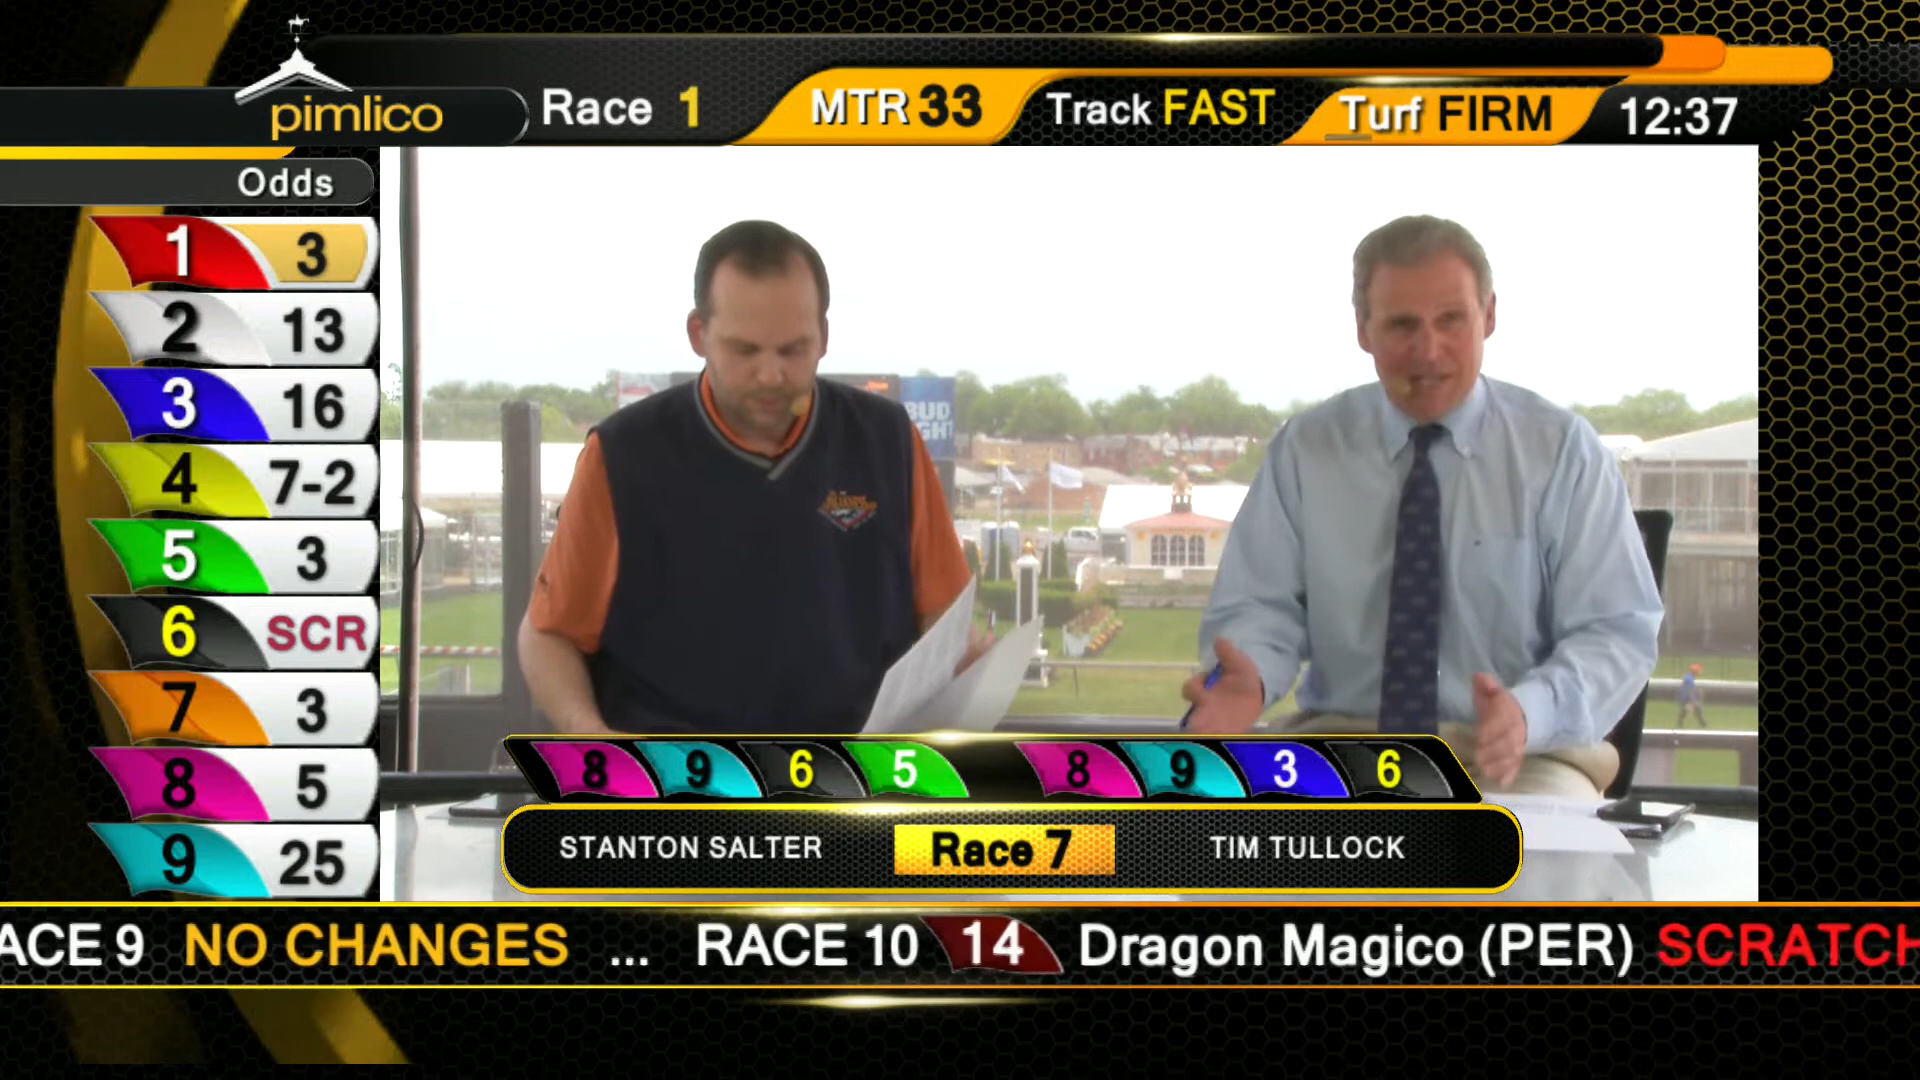 pimlico
Race 1
MTR 33
Track FAST
Turf FIRM
12:37
Odds
1 3
2 13
3 16
4 7-2
5 3
6 SCR
7 3
8 5
9 25
BUD
GHT
8 9 6 5 8 9 3 6
STANTON SALTER Race 7 TIM TULLOCK
ACE 9 NO CHANGES ... RACE 10 14 Dragon Magico (PER) SCRATCH